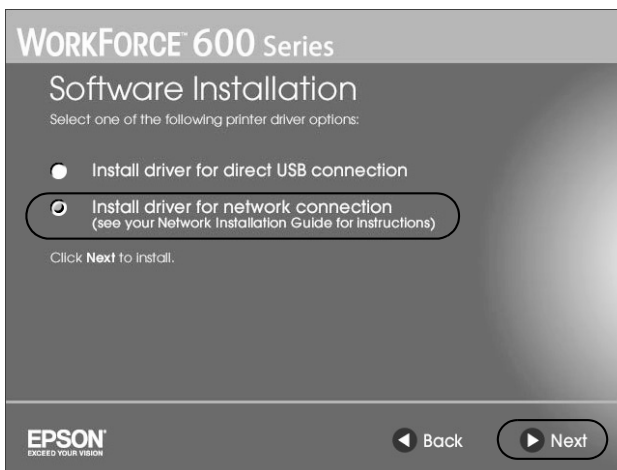 WORKFORCE™ 600 Series
Software Installation
Select one of the following printer driver options:
Install driver for direct USB connection
Install driver for network connection
(see your Network Installation Guide for instructions)
Click Next to install.
EPSON®
EXCEED YOUR VISION
Back
Next